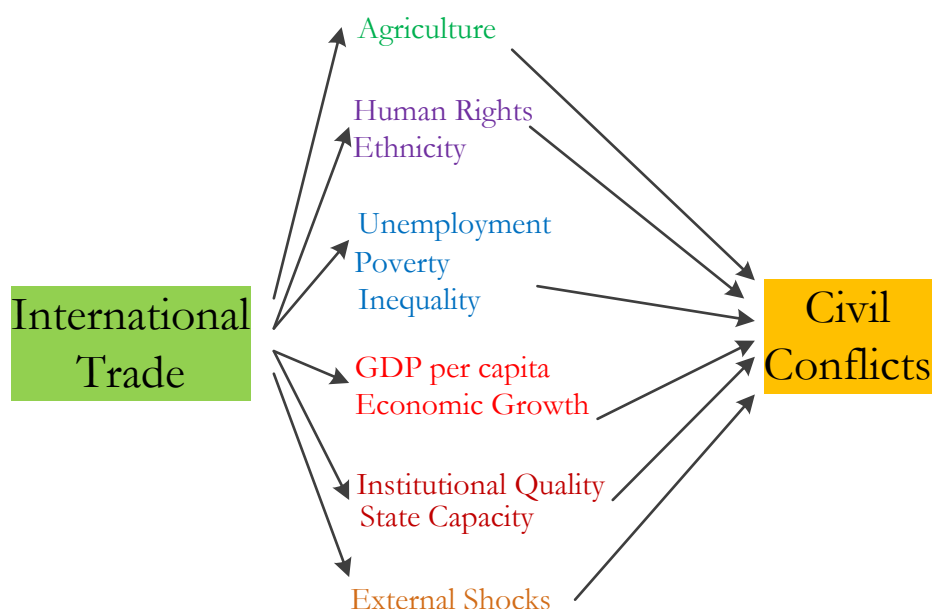 Agriculture
Human Rights
Ethnicity
Unemployment
Poverty
Inequality
International
Trade
Civil
Conflicts
GDP per capita
Economic Growth
Institutional Quality
State Capacity
External Shocks